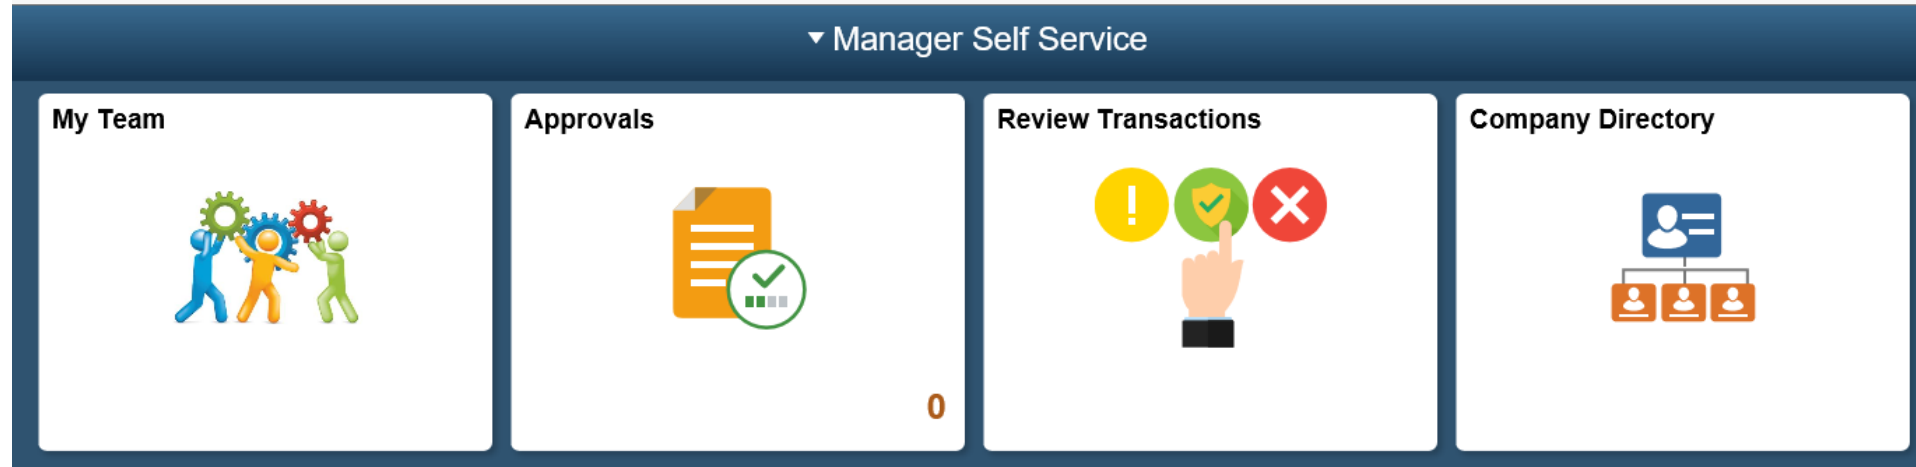 Manager Self Service
My Team
Approvals
Review Transactions
Company Directory
0